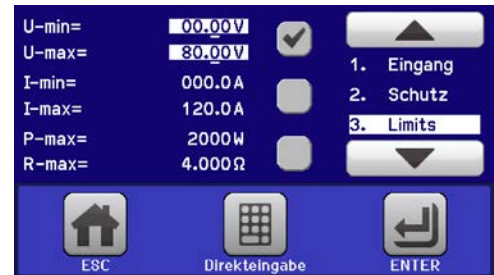 U-min= 00.00V
U-max= 80.00V
I-min= 000.0A
I-max= 120.0A
P-max= 2000W
R-max= 4.000Ω
1. Eingang
2. Schutz
3. Limits
ESC
Direkteingabe
ENTER